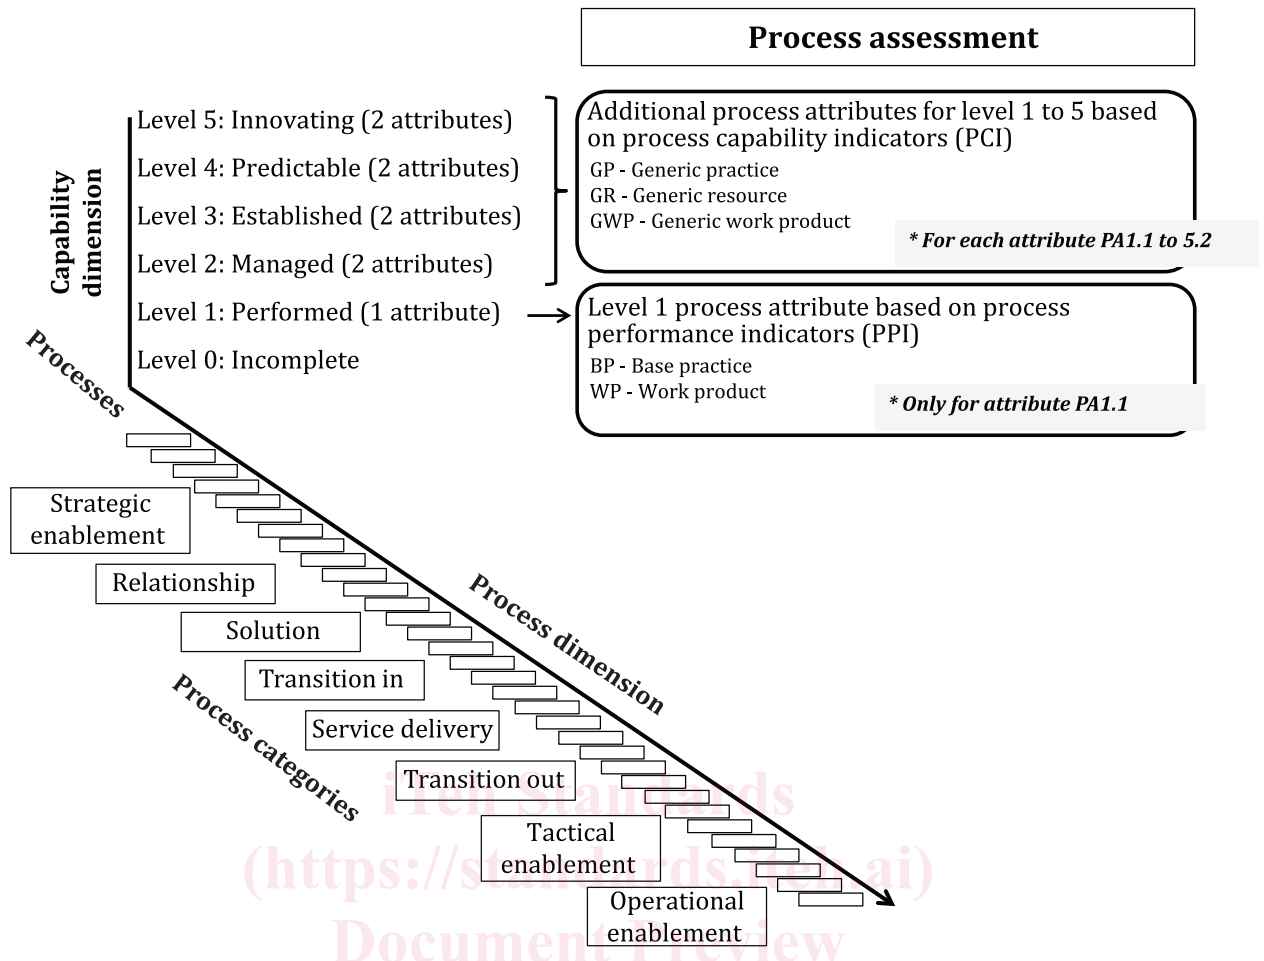 Process assessment
Level 5: Innovating (2 attributes)
Level 4: Predictable (2 attributes)
Level 3: Established (2 attributes)
Level 2: Managed (2 attributes)
Level 1: Performed (1 attribute)
Level 0: Incomplete
Capability
dimension
Additional process attributes for level 1 to 5 based
on process capability indicators (PCI)
GP - Generic practice
GR - Generic resource
GWP - Generic work product
* For each attribute PA1.1 to 5.2
Level 1 process attribute based on process
performance indicators (PPI)
BP - Base practice
WP - Work product
* Only for attribute PA1.1
Processes
Process dimension
Process categories
Strategic
enablement
Relationship
Solution
Transition in
Service delivery
Transition out
Tactical
enablement
Operational
enablement
iTeh Standards
(https://standards.iteh.ai)
Document Preview